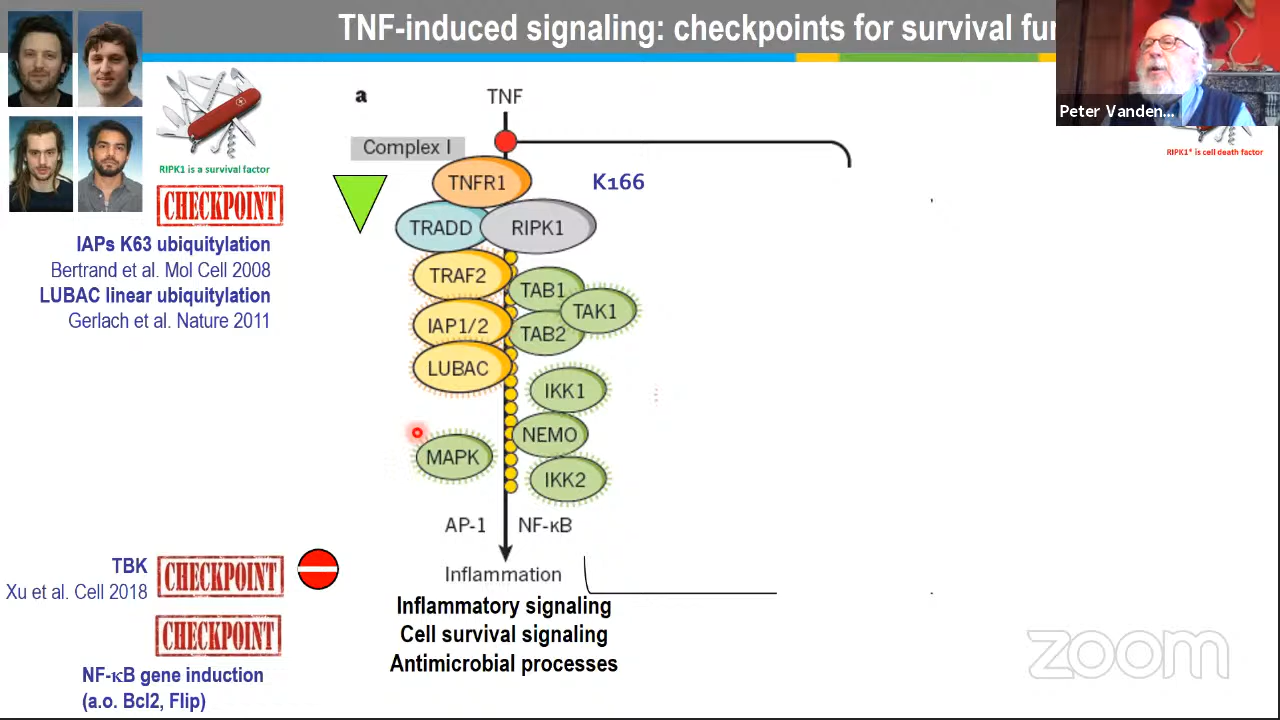 TNF-induced signaling: checkpoints for survival fur
Peter Vanden...
RIPK1* is cell death factor
RIPK1 is a survival factor
CHECKPOINT
IAPs K63 ubiquitylation
Bertrand et al. Mol Cell 2008
LUBAC linear ubiquitylation
Gerlach et al. Nature 2011
a
TNF
Complex I
TNFR1
K166
TRADD
RIPK1
TRAF2
TAB1
TAK1
IAP1/2
TAB2
LUBAC
IKK1
NEMO
MAPK
IKK2
AP-1
NF-κB
Inflammation
Inflammatory signaling
Cell survival signaling
Antimicrobial processes
TBK
Xu et al. Cell 2018
CHECKPOINT
CHECKPOINT
NF-κB gene induction
(a.o. Bcl2, Flip)
zoom